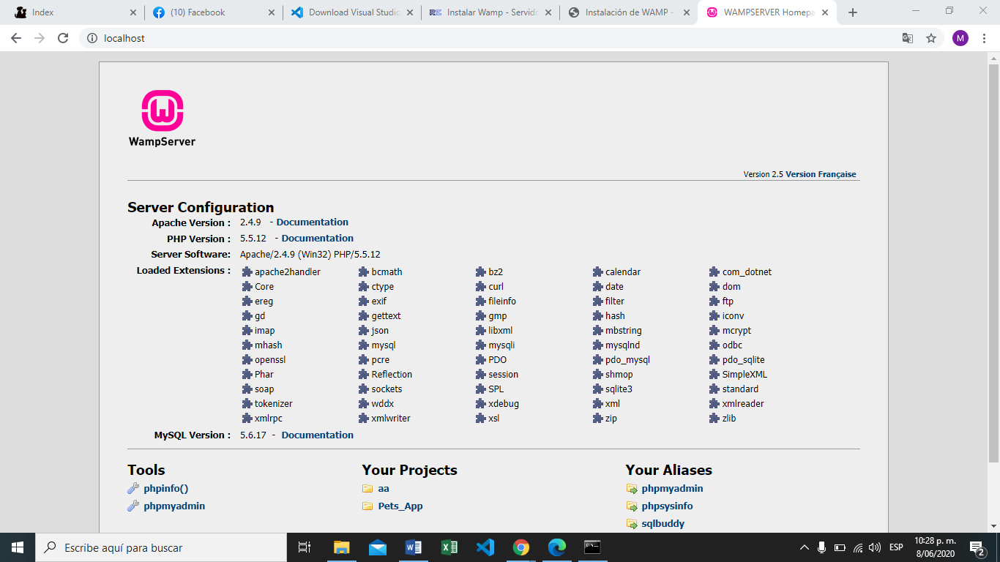 Index
(10) Facebook
Download Visual Studio
Instalar Wamp - Servido
Instalación de WAMP -
WAMPSERVER Homepa
M
localhost
WampServer
Version 2.5 Version Française
Server Configuration
Apache Version : 2.4.9 - Documentation
PHP Version : 5.5.12 - Documentation
Server Software: Apache/2.4.9 (Win32) PHP/5.5.12
Loaded Extensions : apache2handler bcmath bz2 calendar com_dotnet
Core ctype curl date dom
ereg exif fileinfo filter ftp
gd gettext gmp hash iconv
imap json libxml mbstring mcrypt
mhash mysql mysqli mysqlnd odbc
openssl pcre PDO pdo_mysql pdo_sqlite
Phar Reflection session shmop SimpleXML
soap sockets SPL sqlite3 standard
tokenizer wddx xdebug xml xmlreader
xmlrpc xmlwriter xsl zip zlib
MySQL Version : 5.6.17 - Documentation
Tools
phpinfo()
phpmyadmin
Your Projects
aa
Pets_App
Your Aliases
phpmyadmin
phpsysinfo
sqlbuddy
Escribe aquí para buscar
ESP
10:28 p. m.
8/06/2020
2